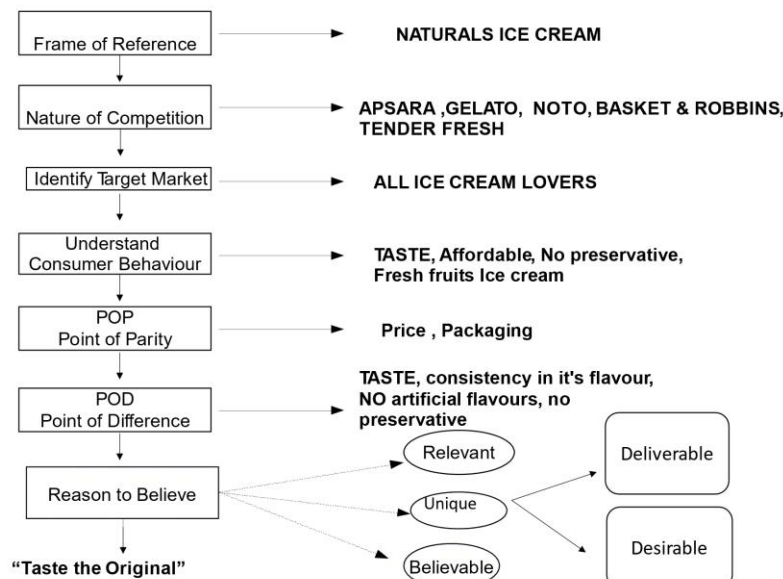 Frame of Reference
NATURALS ICE CREAM
Nature of Competition
APSARA ,GELATO, NOTO, BASKET & ROBBINS,
TENDER FRESH
Identify Target Market
ALL ICE CREAM LOVERS
Understand
Consumer Behaviour
TASTE, Affordable, No preservative,
Fresh fruits Ice cream
POP
Point of Parity
Price , Packaging
POD
Point of Difference
TASTE, consistency in it's flavour,
NO artificial flavours, no
preservative
Reason to Believe
Relevant
Unique
Believable
Deliverable
Desirable
“Taste the Original”